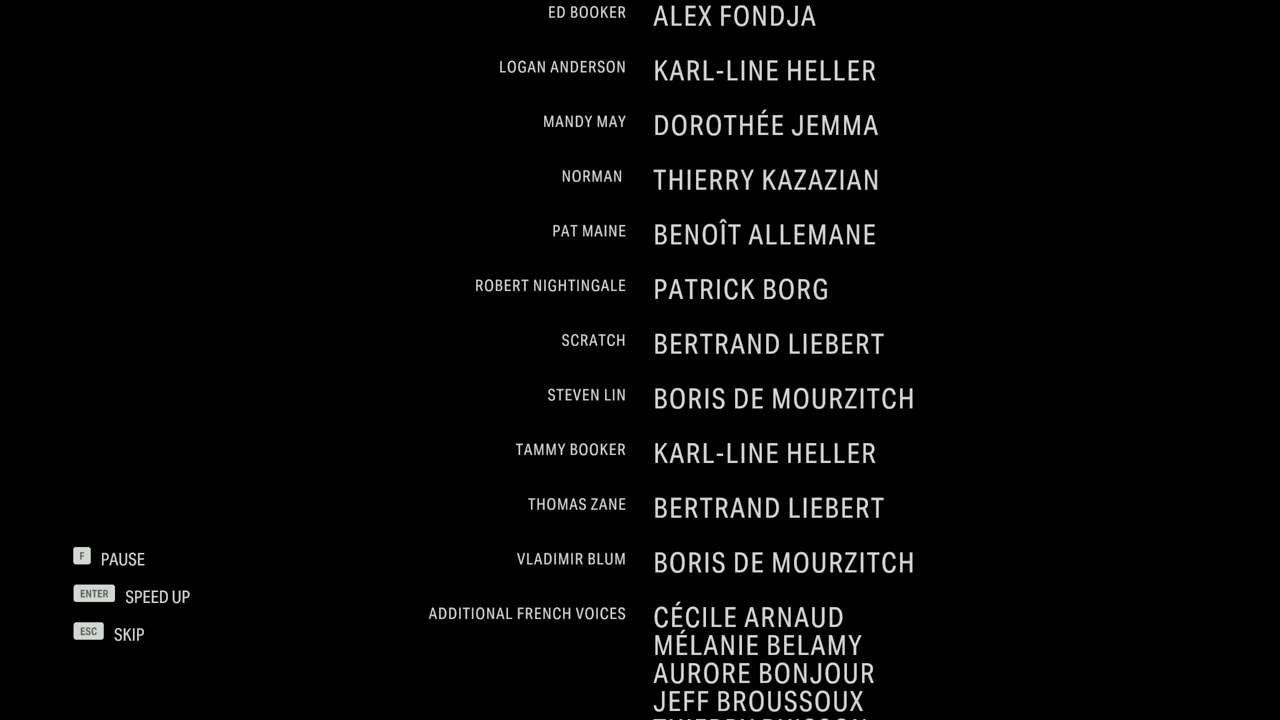 ED BOOKER ALEX FONDJA
LOGAN ANDERSON KARL-LINE HELLER
MANDY MAY DOROTHÉE JEMMA
NORMAN THIERRY KAZAZIAN
PAT MAINE BENOÎT ALLEMANE
ROBERT NIGHTINGALE PATRICK BORG
SCRATCH BERTRAND LIEBERT
STEVEN LIN BORIS DE MOURZITCH
TAMMY BOOKER KARL-LINE HELLER
THOMAS ZANE BERTRAND LIEBERT
VLADIMIR BLUM BORIS DE MOURZITCH
ADDITIONAL FRENCH VOICES CÉCILE ARNAUD
MÉLANIE BELAMY
AURORE BONJOUR
JEFF BROUSSOUX
F PAUSE
ENTER SPEED UP
ESC SKIP